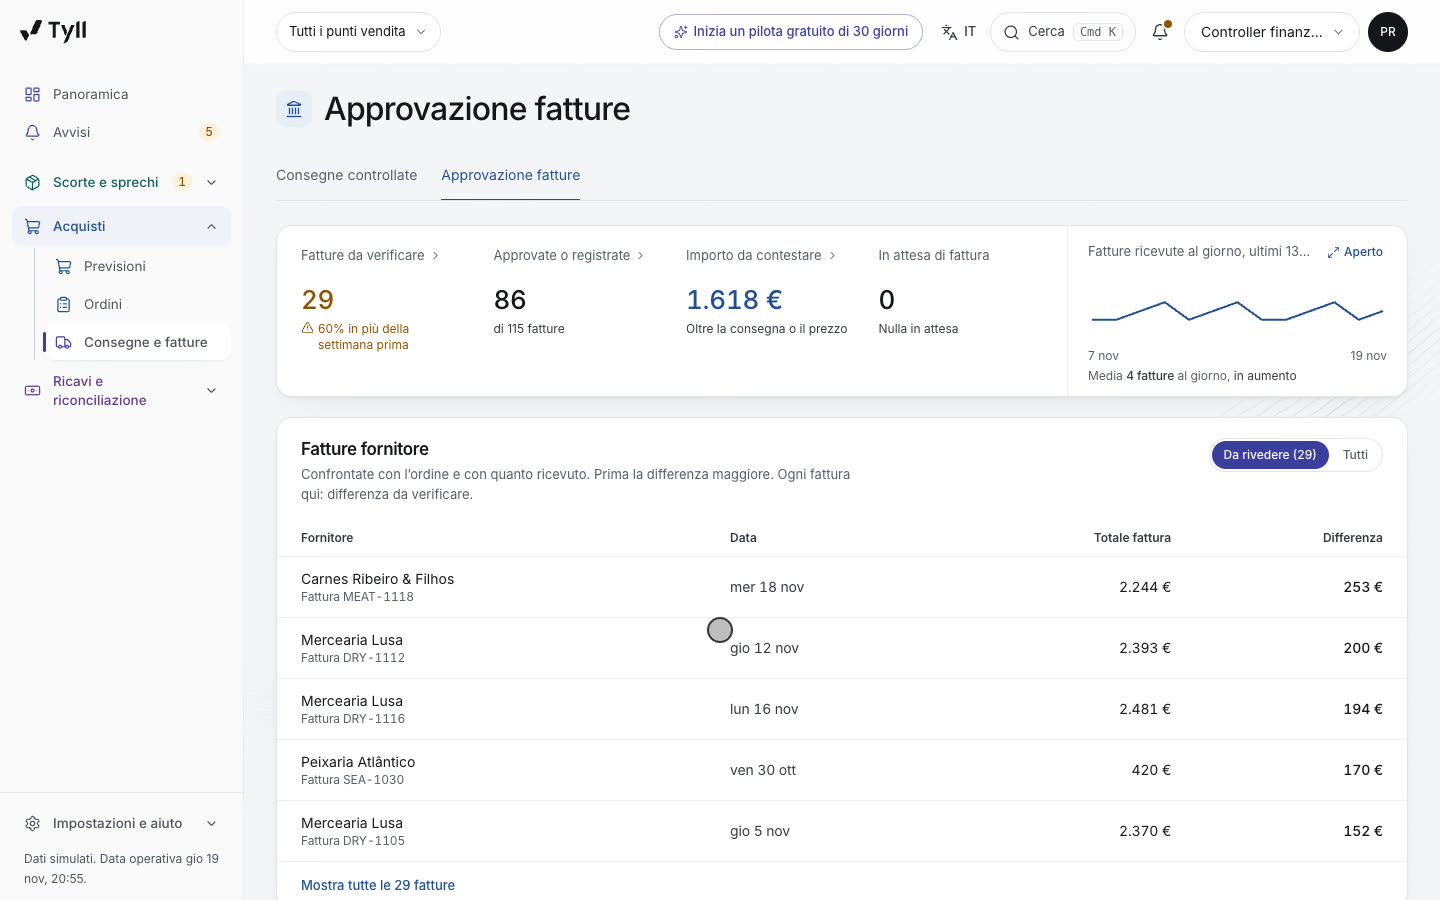 Tyll
Tutti i punti vendita
Inizia un pilota gratuito di 30 giorni
IT
Cerca
Cmd K
Controller finanz...
PR
Panoramica
Avvisi
5
Scorte e sprechi
1
Acquisti
Previsioni
Ordini
Consegne e fatture
Ricavi e
riconciliazione
Impostazioni e aiuto
Dati simulati. Data operativa gio 19
nov, 20:55.
Approvazione fatture
Consegne controllate
Approvazione fatture
Fatture da verificare
29
60% in più della
settimana prima
Approvate o registrate
86
di 115 fatture
Importo da contestare
1.618 €
Oltre la consegna o il prezzo
In attesa di fattura
0
Nulla in attesa
Fatture ricevute al giorno, ultimi 13...
Aperto
7 nov
19 nov
Media 4 fatture al giorno, in aumento
Fatture fornitore
Confrontate con l’ordine e con quanto ricevuto. Prima la differenza maggiore. Ogni fattura
qui: differenza da verificare.
Da rivedere (29)
Tutti
Fornitore Data Totale fattura Differenza
Carnes Ribeiro & Filhos
Fattura MEAT-1118
mer 18 nov 2.244 € 253 €
Mercearia Lusa
Fattura DRY-1112
gio 12 nov 2.393 € 200 €
Mercearia Lusa
Fattura DRY-1116
lun 16 nov 2.481 € 194 €
Peixaria Atlântico
Fattura SEA-1030
ven 30 ott 420 € 170 €
Mercearia Lusa
Fattura DRY-1105
gio 5 nov 2.370 € 152 €
Mostra tutte le 29 fatture